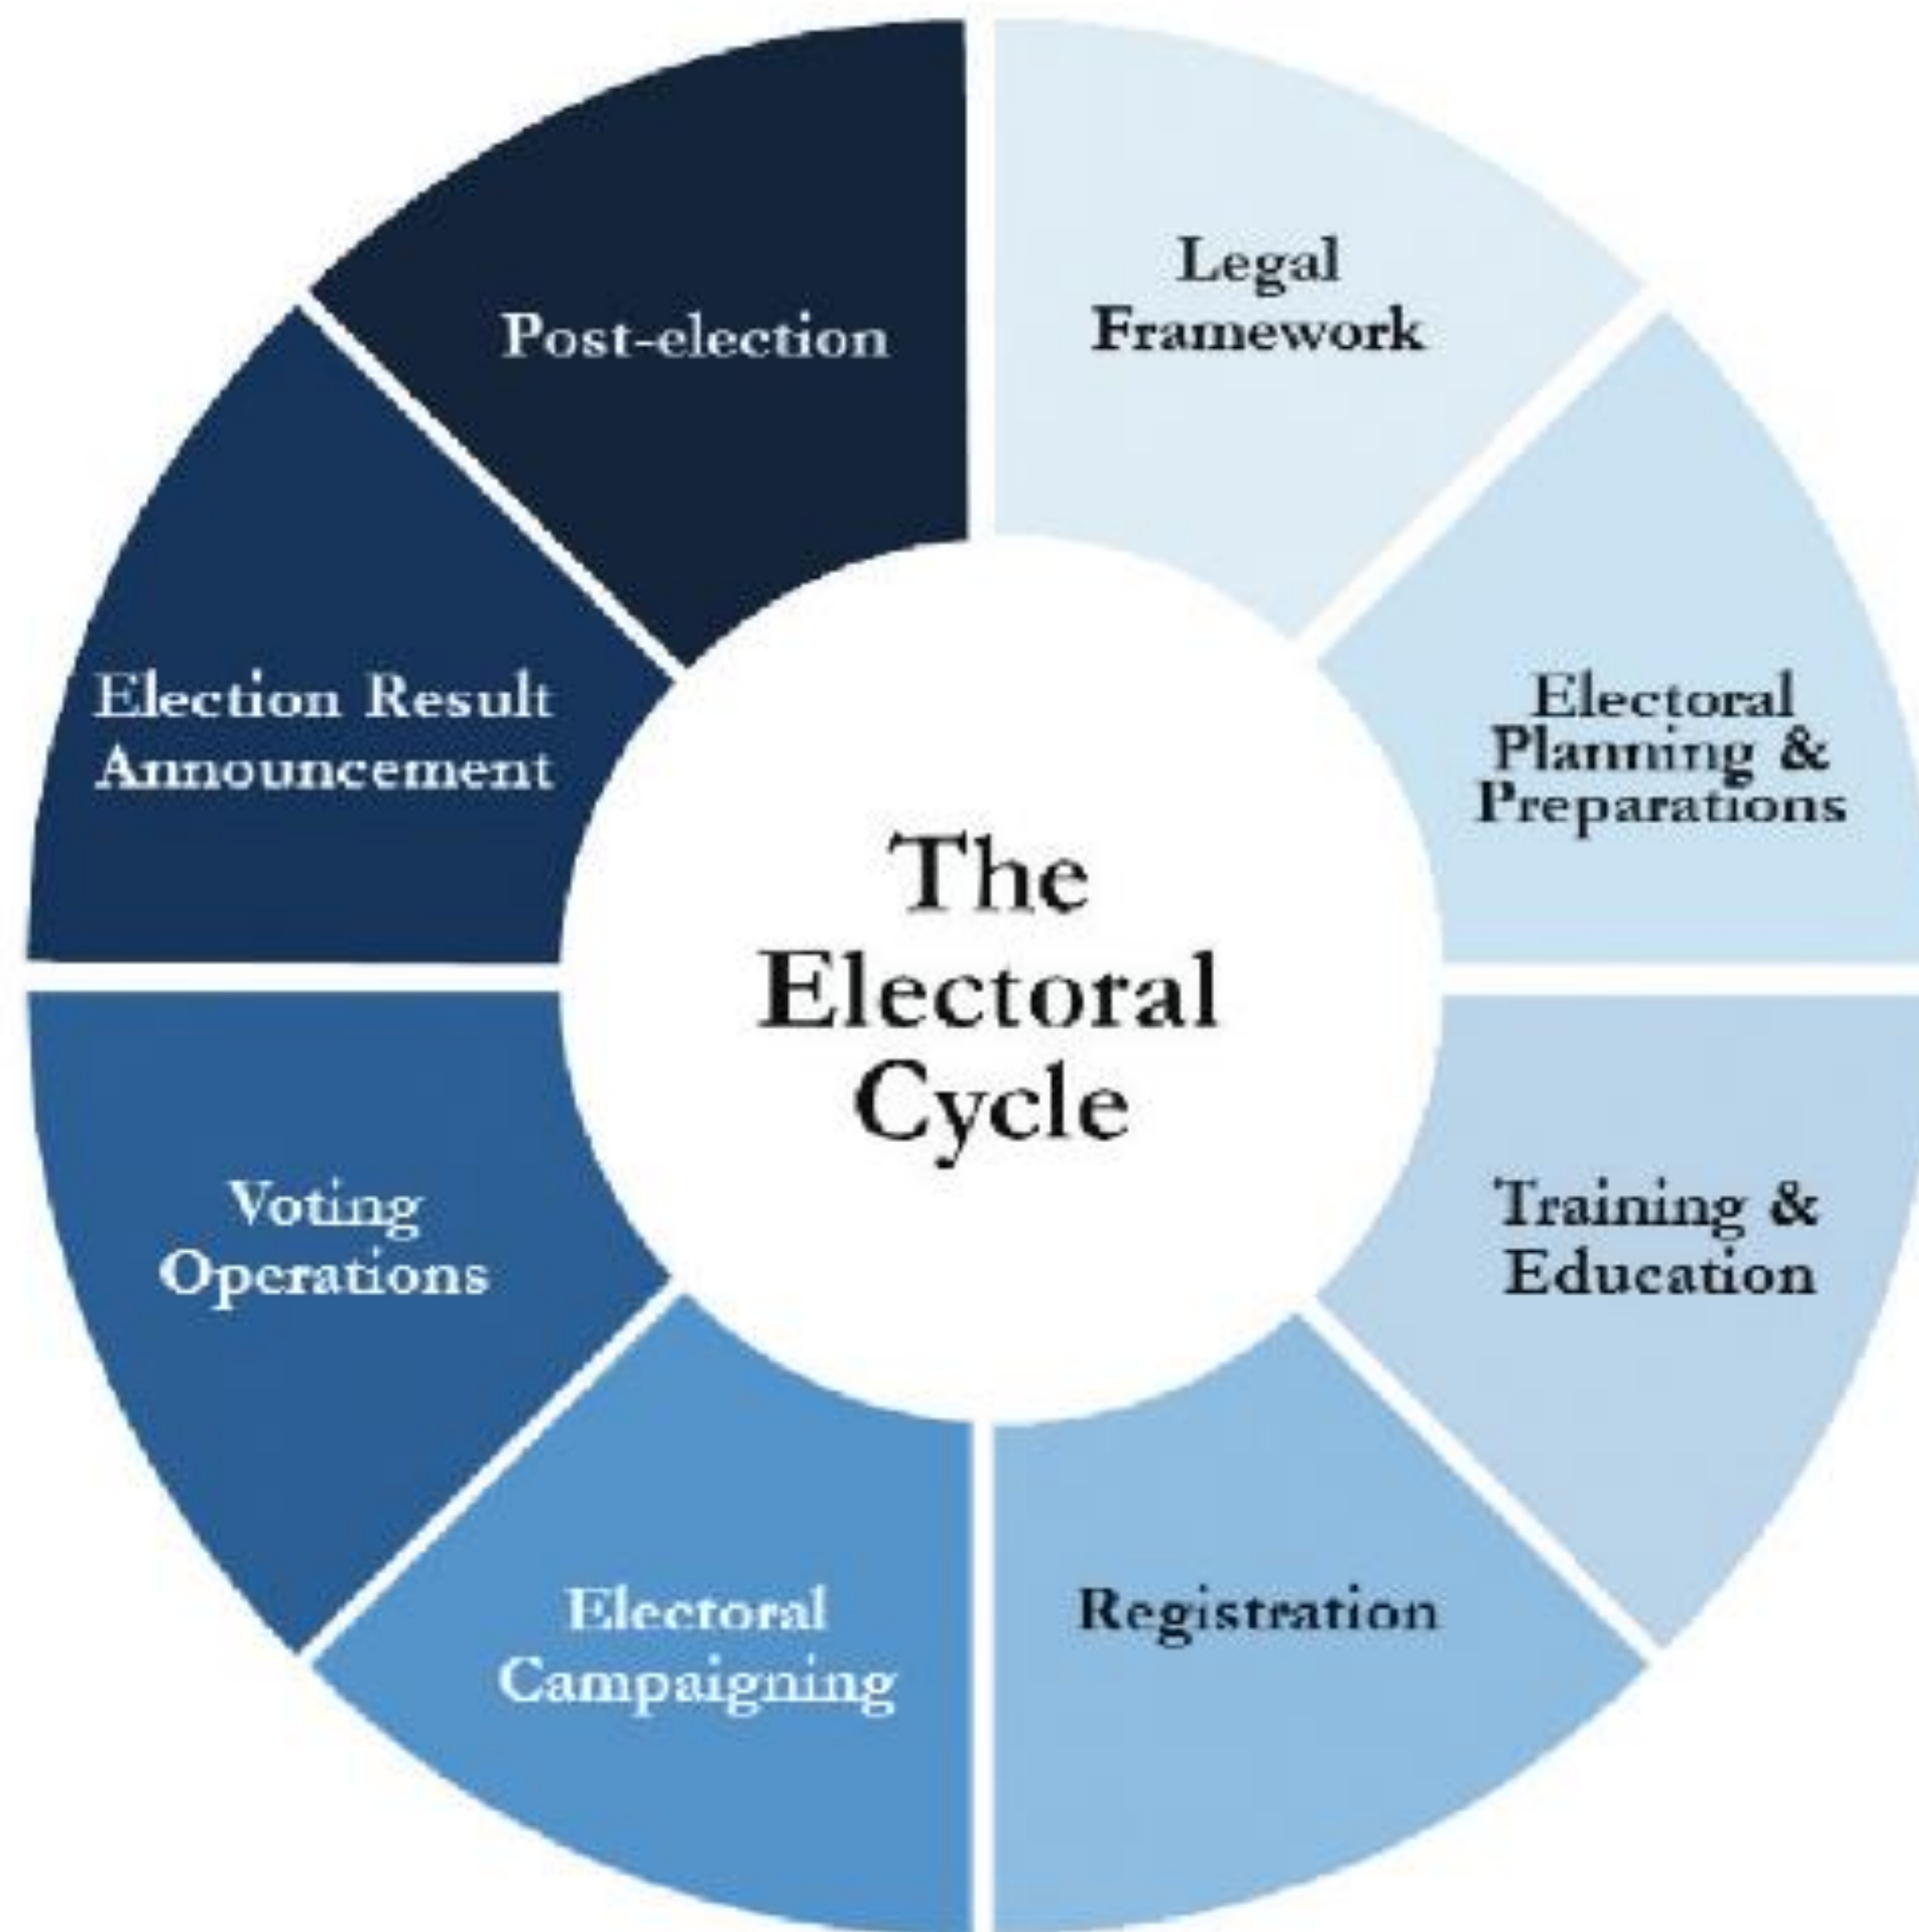 The
Electoral
Cycle
Legal
Framework
Electoral
Planning &
Preparations
Training &
Education
Registration
Electoral
Campaigning
Voting
Operations
Election Result
Announcement
Post-election